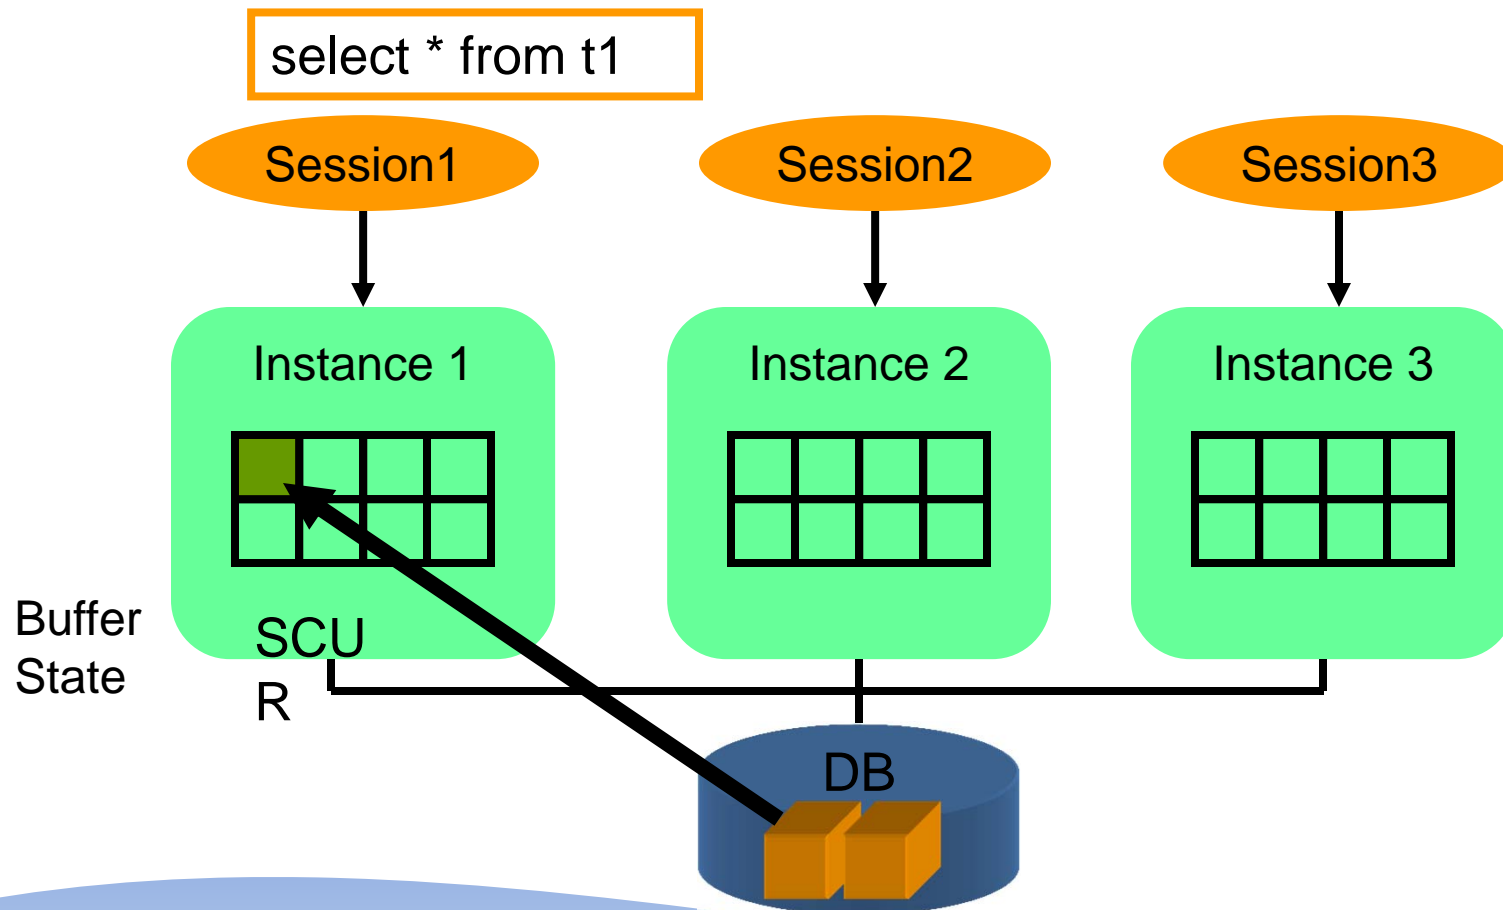 select * from t1
Session1
Session2
Session3
Instance 1
Instance 2
Instance 3
Buffer
State
SCU
R
DB